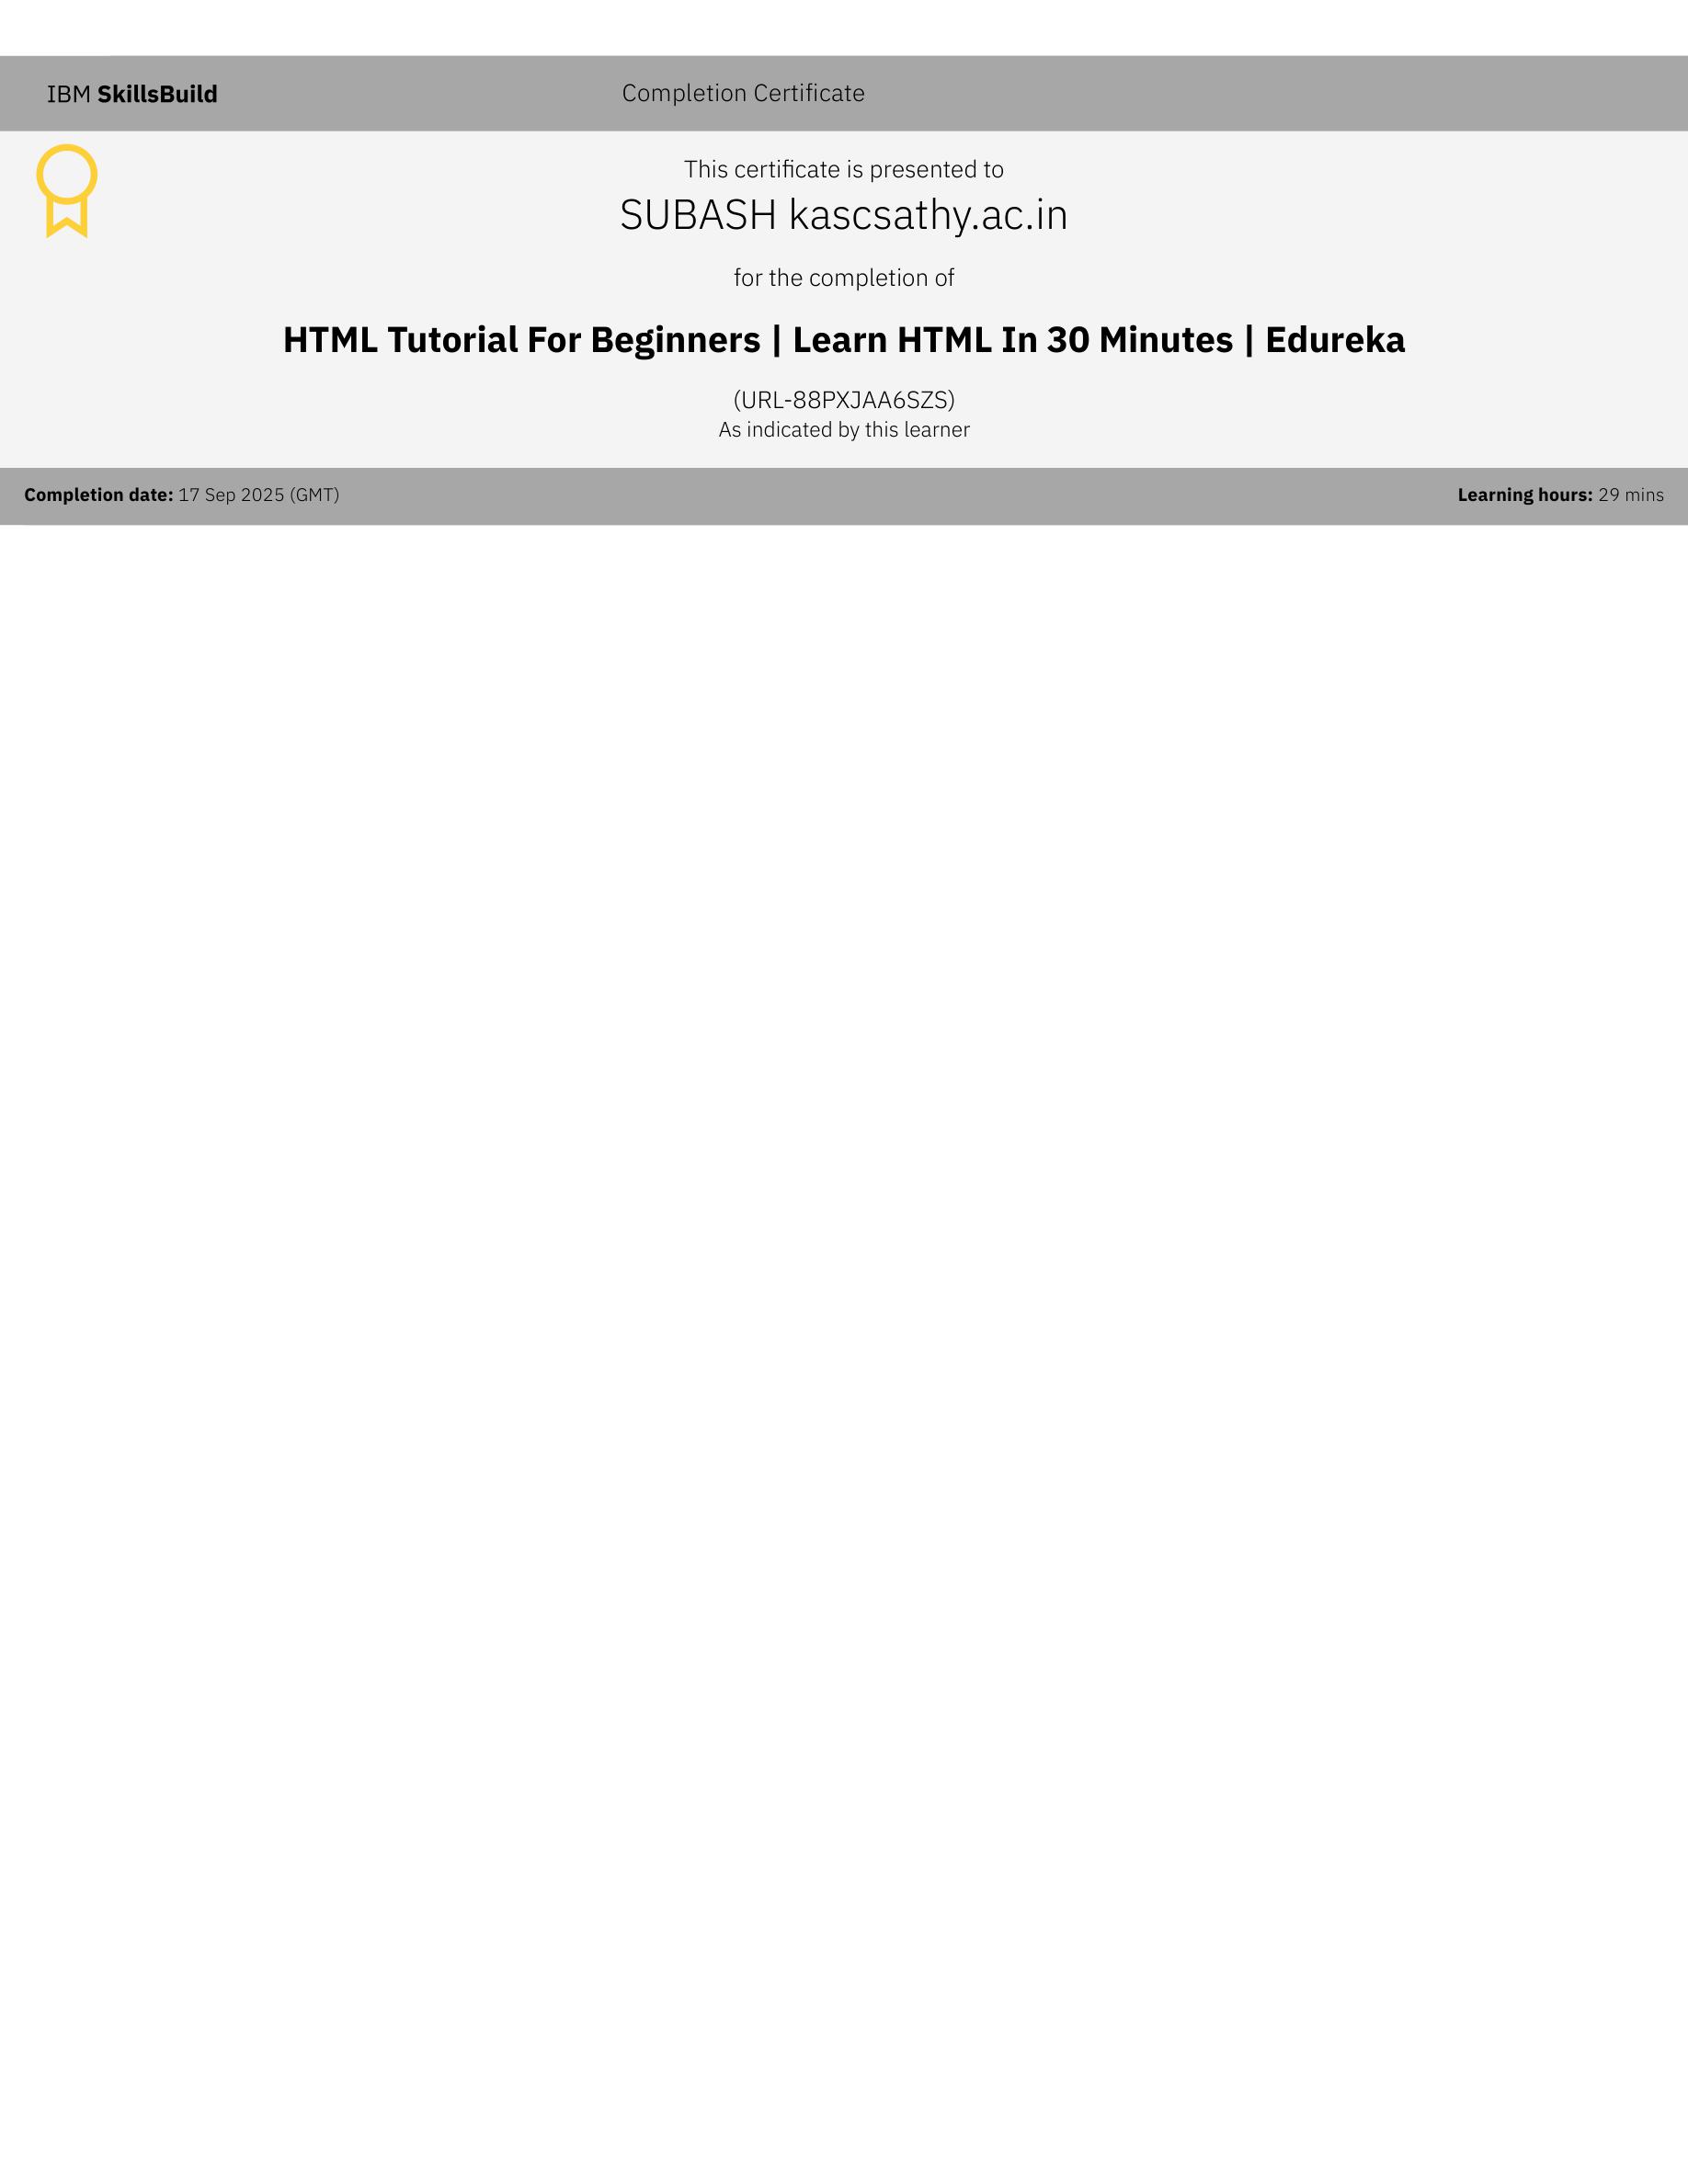 IBM SkillsBuild
Completion Certificate
This certificate is presented to
SUBASH kascsathy.ac.in
for the completion of
HTML Tutorial For Beginners | Learn HTML In 30 Minutes | Edureka
(URL-88PXJAA6SZS)
As indicated by this learner
Completion date: 17 Sep 2025 (GMT)
Learning hours: 29 mins